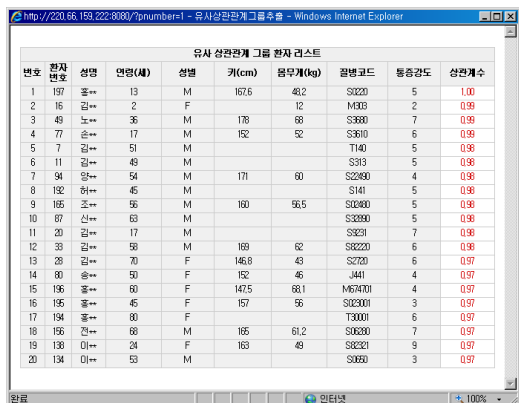 http://220,66,159,222:8080/?pnumber=1 - 유사상관관계그룹추출 - Windows Internet Explorer
유사 상관관계 그룹 환자 리스트
번호 환자번호 성명 연령(세) 성별 키(cm) 몸무게(kg) 질병코드 통증강도 상관계수
1 197 홍** 13 M 167,6 48,2 S0220 5 1,00
2 16 김** 2 F 12 M303 2 0,99
3 49 노** 36 M 178 68 S3680 7 0,99
4 77 손** 17 M 152 52 S3610 6 0,99
5 7 김** 51 M T140 5 0,98
6 11 김** 49 M S313 5 0,98
7 94 양** 54 M 171 60 S22490 4 0,98
8 192 허** 45 M S141 5 0,98
9 165 조** 56 M 160 56,5 S02480 5 0,98
10 87 신** 63 M S32890 5 0,98
11 20 김** 17 M S9231 7 0,98
12 33 김** 58 M 169 62 S82220 6 0,98
13 28 김** 70 F 146,8 43 S2720 6 0,97
14 80 송** 50 F 152 46 J441 4 0,97
15 196 홍** 60 F 147,5 68,1 M674701 4 0,97
16 195 홍** 45 F 157 56 S023001 3 0,97
17 194 홍** 80 F T30001 6 0,97
18 156 전** 68 M 165 61,2 S06280 7 0,97
19 138 이** 24 F 163 49 S82321 9 0,97
20 134 이** 53 M S0650 3 0,97
완료 인터넷 100%